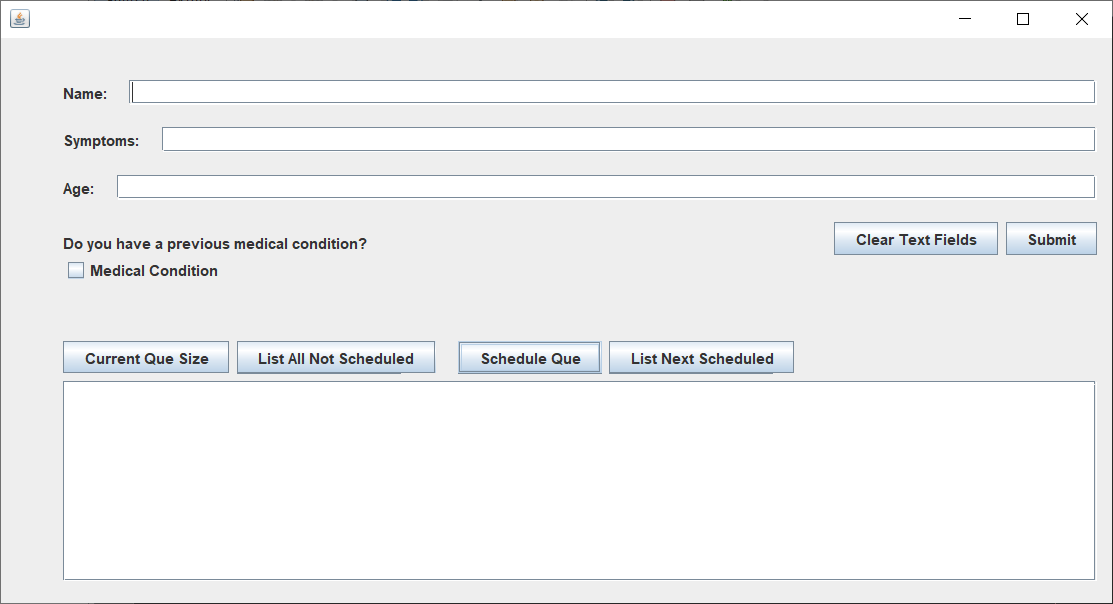 Name:
Symptoms:
Age:
Do you have a previous medical condition?
Clear Text Fields Submit
Medical Condition
Current Que Size List All Not Scheduled Schedule Que List Next Scheduled